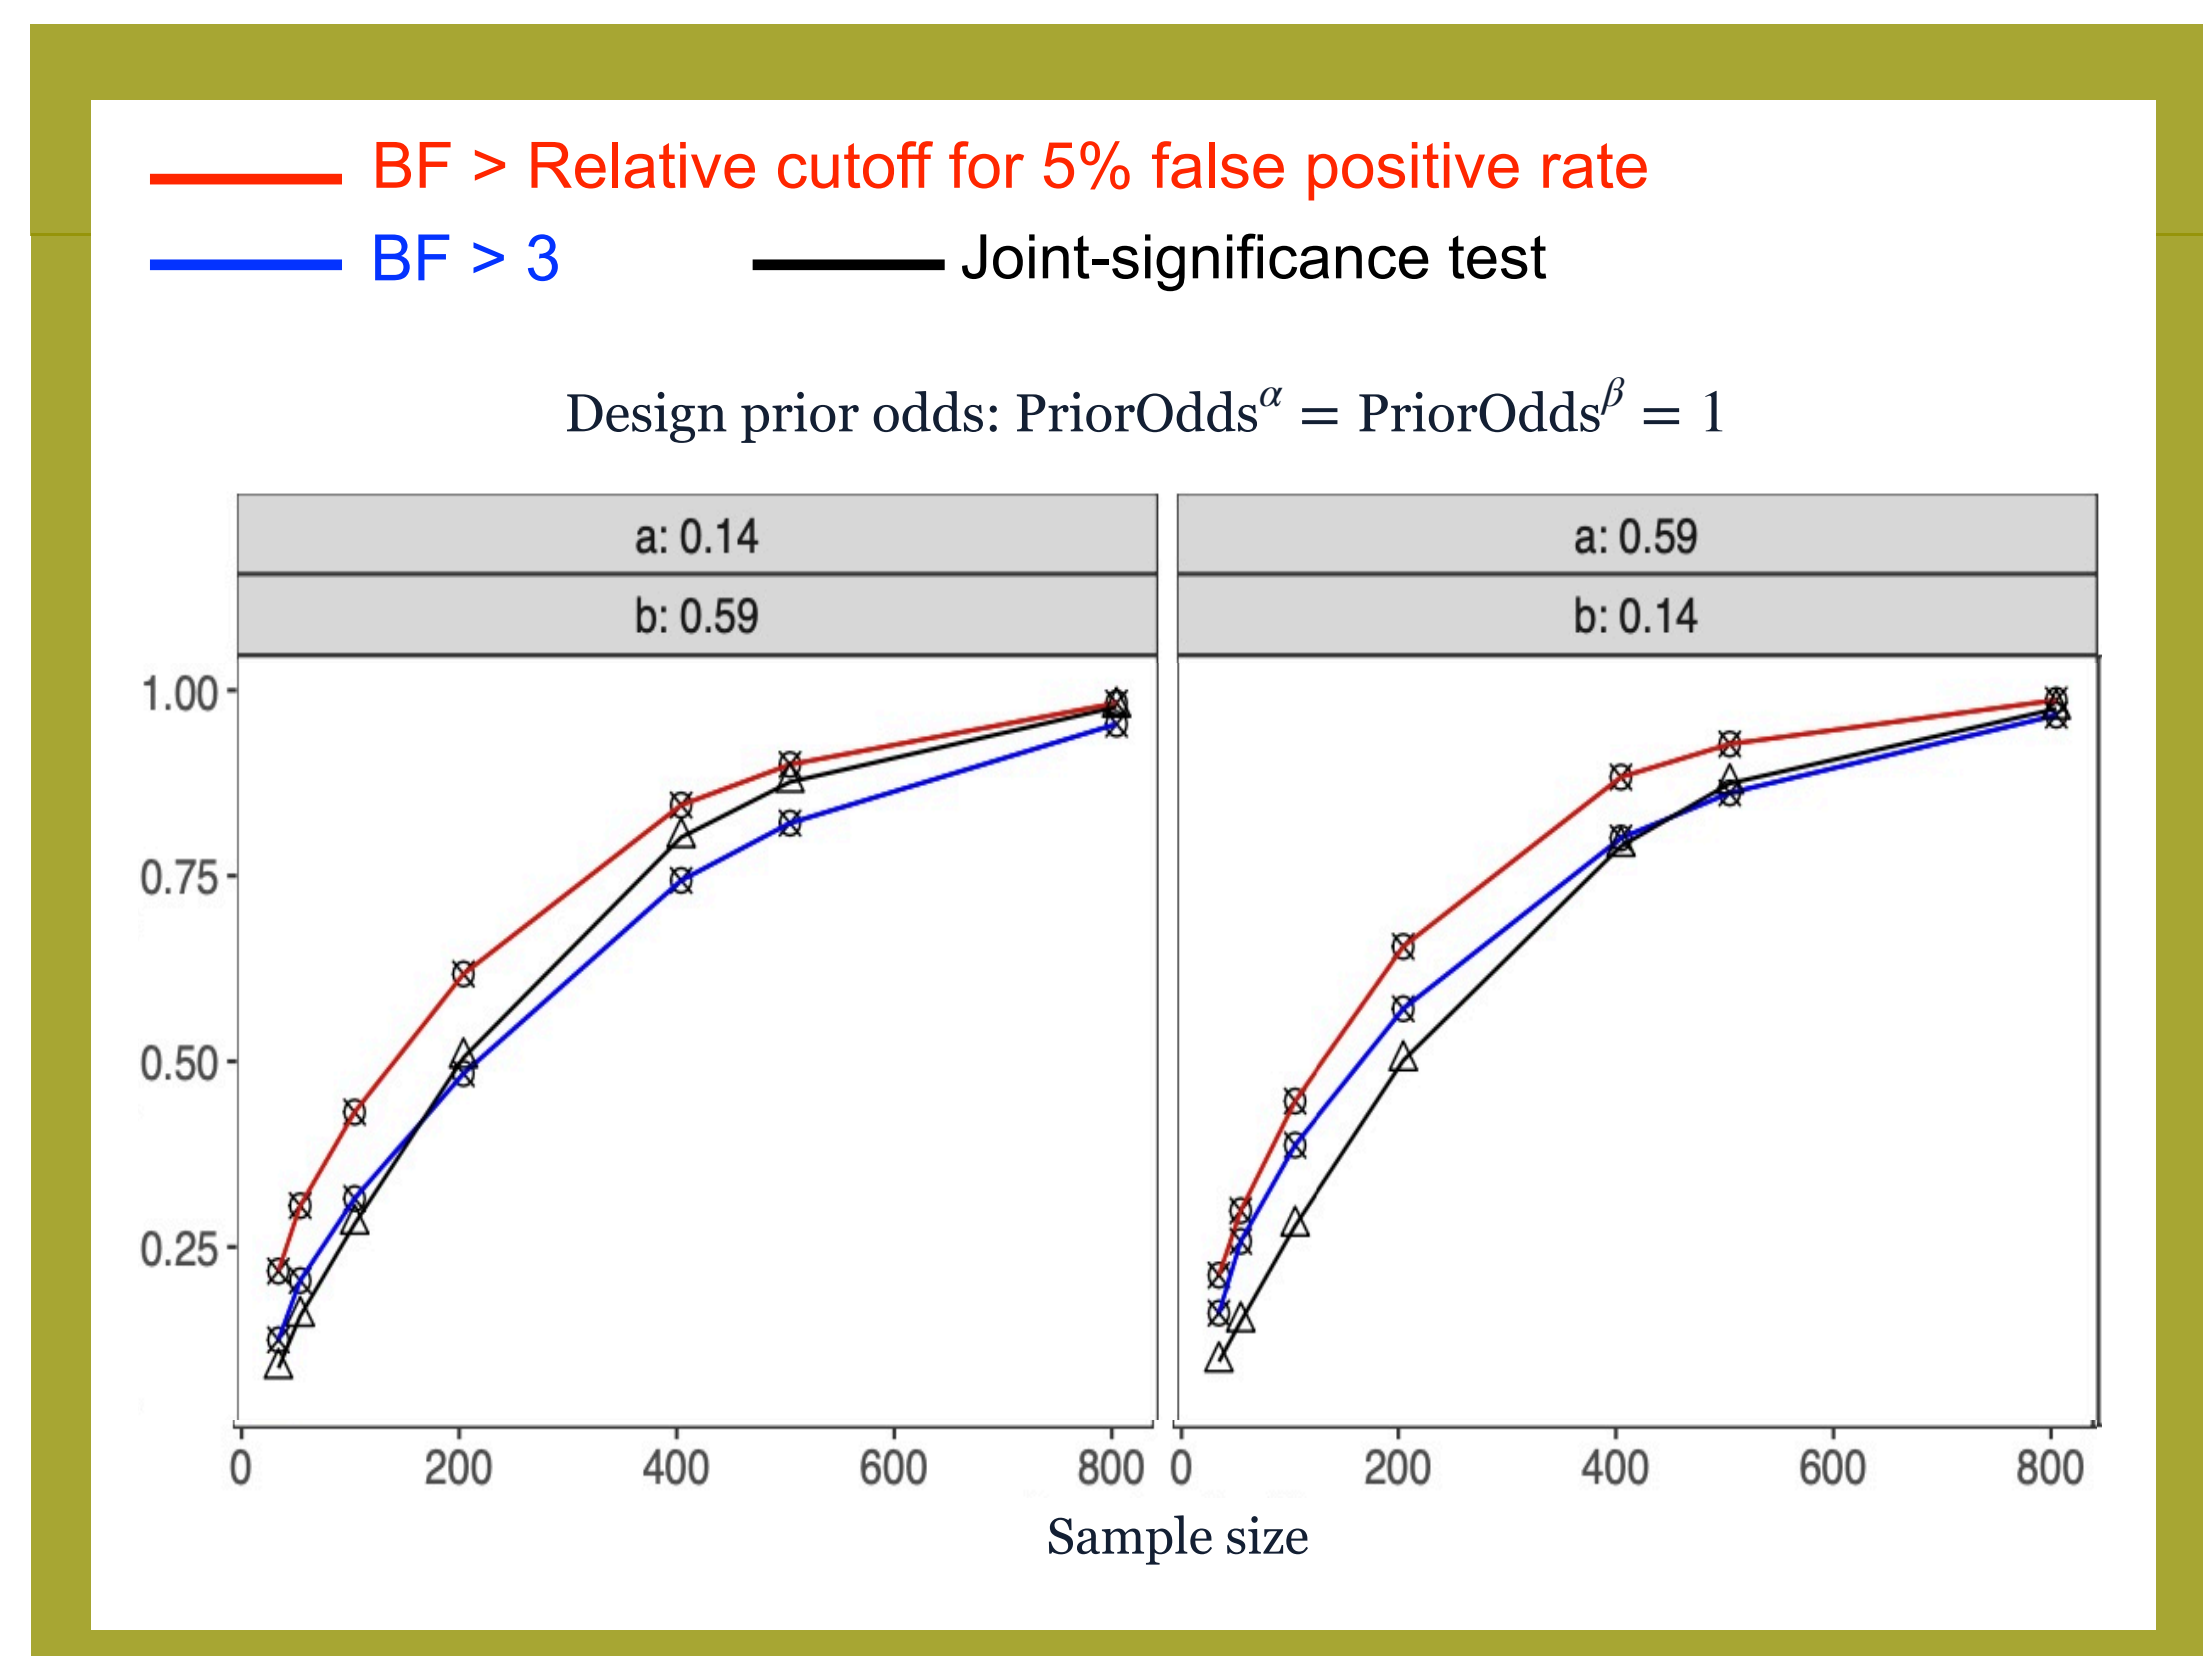 BF > Relative cutoff for 5% false positive rate
BF > 3 Joint-significance test
Design prior odds: PriorOdds^α = PriorOdds^β = 1
a: 0.14 a: 0.59
b: 0.59 b: 0.14
1.00
0.75
0.50
0.25
0 200 400 600 800 0 200 400 600 800
Sample size